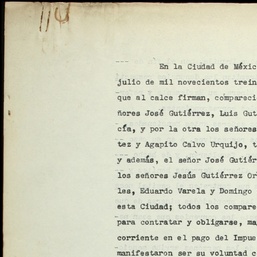 En la Ciudad de Méxic
julio de mil novecientos trein
que al calce firman, compareci
ñores José Gutiérrez, Luis Gut
cía, y por la otra los señores
tez y Agapito Calvo Urquijo, t
y además, el señor José Gutiér
los señores Jesús Gutiérrez Or
les, Eduardo Varela y Domingo
esta Ciudad; todos los compare
para contratar y obligarse, ma
corriente en el pago del Impue
manifestaron ser su voluntad c